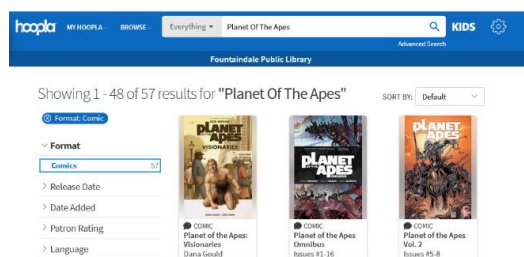 hoopla MY HOOPLA BROWSE Everything Planet Of The Apes KIDS
Advanced Search
Fountaindale Public Library
Showing 1 - 48 of 57 results for "Planet Of The Apes" SORT BY: Default
Format: Comic
Format
Comics 57
Release Date
Date Added
Patron Rating
Language
PLANET OF THE APES
VISIONARIES
COMIC
Planet of the Apes:
Visionaries
Dana Gould
PLANET OF THE APES
OMNIBUS
COMIC
Planet of the Apes
Omnibus
Issues #1-16
PLANET OF THE APES
COMIC
Planet of the Apes
Vol. 2
Issues #5-8